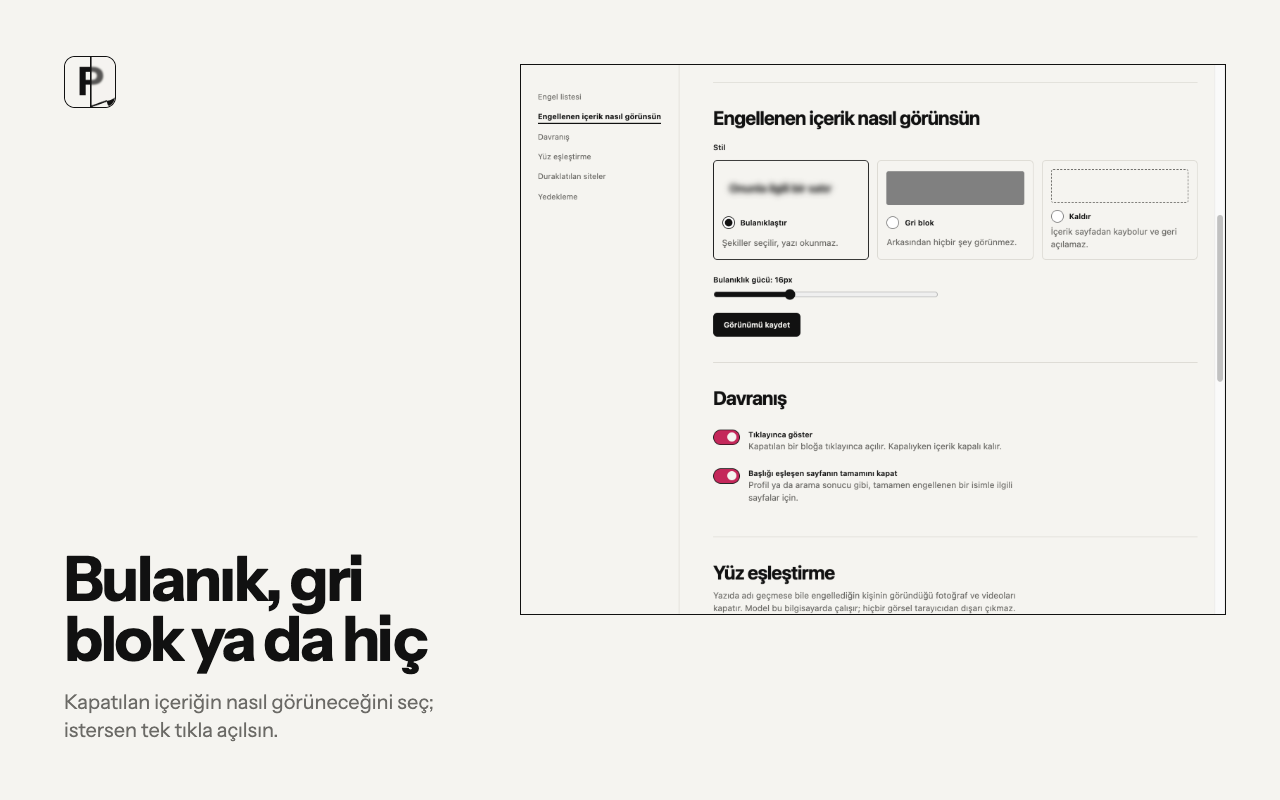 P
Engel listesi
Engellenen içerik nasıl görünsün
Davranış
Yüz eşleştirme
Duraklatılan siteler
Yedekleme
Engellenen içerik nasıl görünsün
Stil
Onunla ilgili bir satır
Bulanıklaştır
Şekiller seçilir, yazı okunmaz.
Gri blok
Arkasından hiçbir şey görünmez.
Kaldır
İçerik sayfadan kaybolur ve geri
açılamaz.
Bulanıklık gücü: 16px
Görünümü kaydet
Davranış
Tıklayınca göster
Kapatılan bir bloğa tıklayınca açılır. Kapalıyken içerik kapalı kalır.
Başlığı eşleşen sayfanın tamamını kapat
Profil ya da arama sonucu gibi, tamamen engellenen bir isimle ilgili
sayfalar için.
Yüz eşleştirme
Yazıda adı geçmese bile engellediğin kişinin göründüğü fotoğraf ve videoları
kapatır. Model bu bilgisayarda çalışır; hiçbir görsel tarayıcıdan dışarı çıkmaz.
Bulanık, gri
blok ya da hiç
Kapatılan içeriğin nasıl görüneceğini seç;
istersen tek tıkla açılsın.